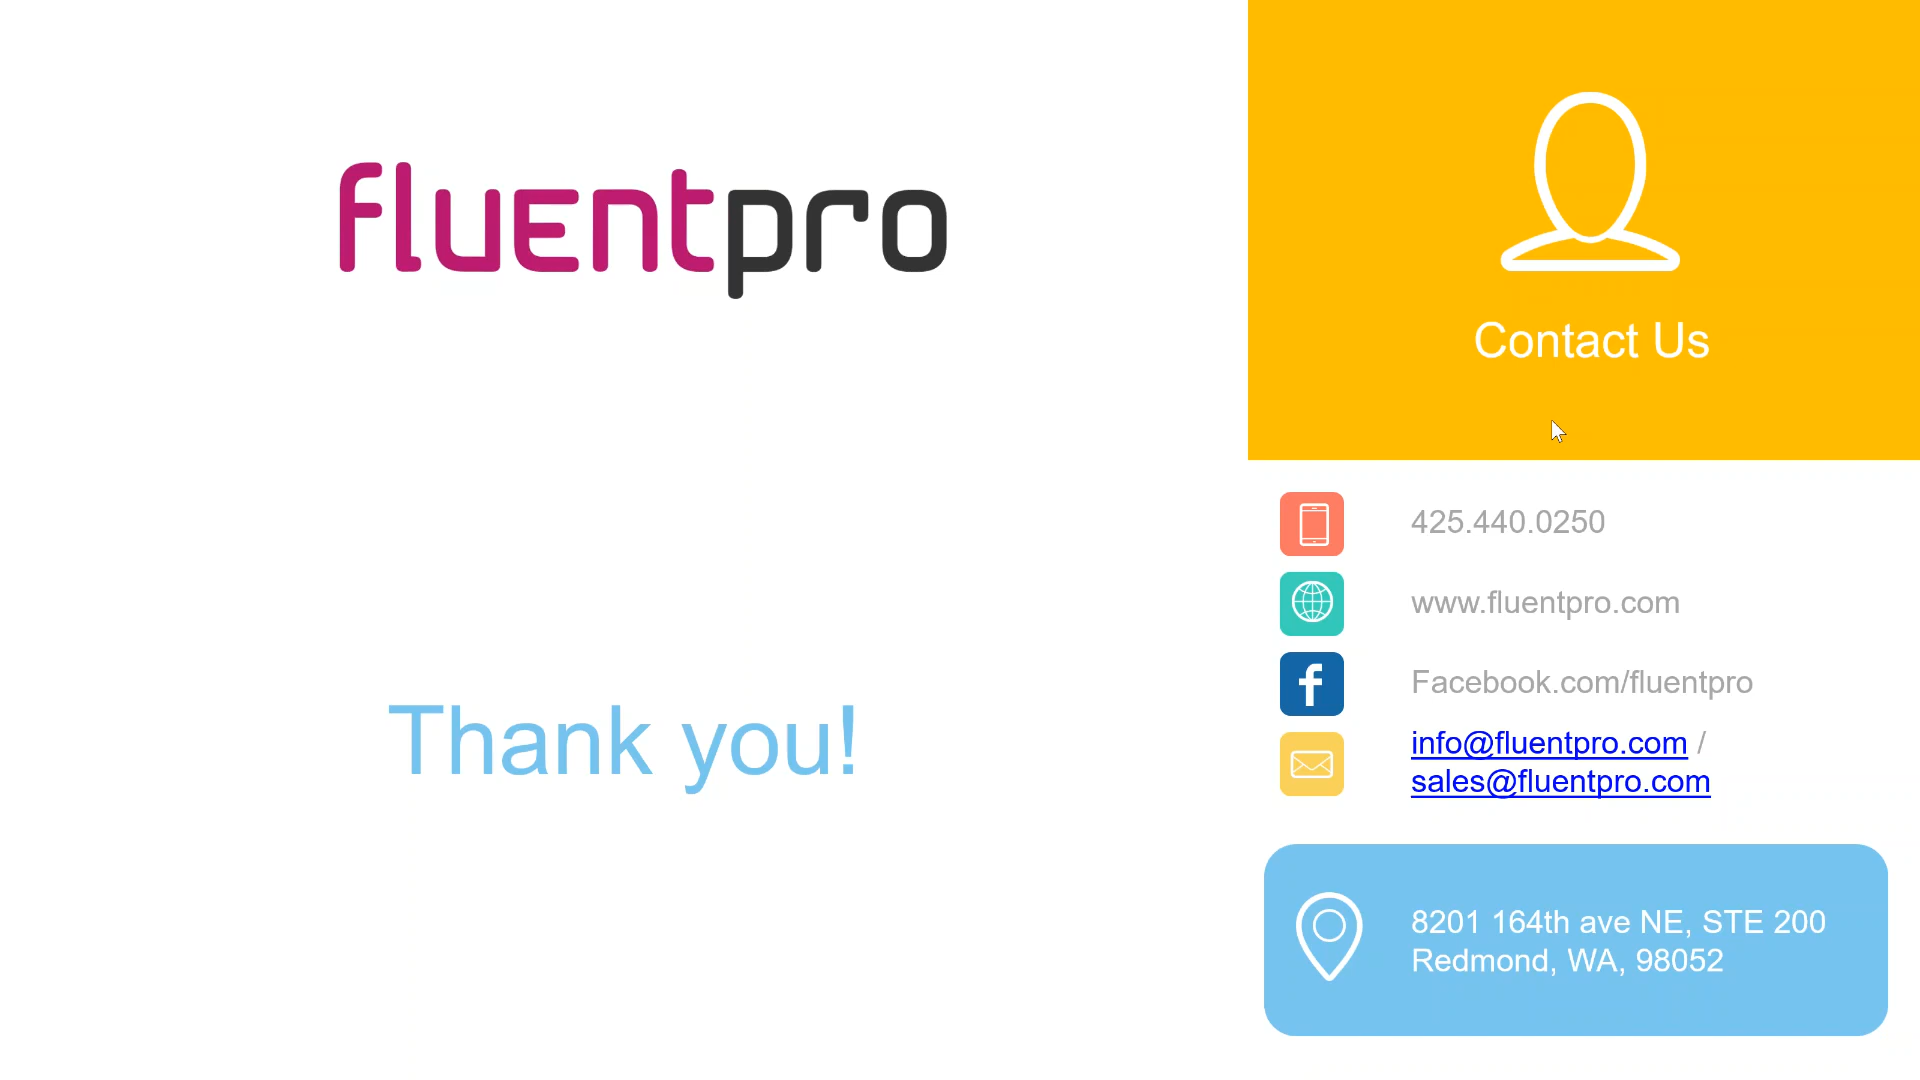 fluentpro
Thank you!
Contact Us
425.440.0250
www.fluentpro.com
Facebook.com/fluentpro
info@fluentpro.com /
sales@fluentpro.com
8201 164th ave NE, STE 200
Redmond, WA, 98052